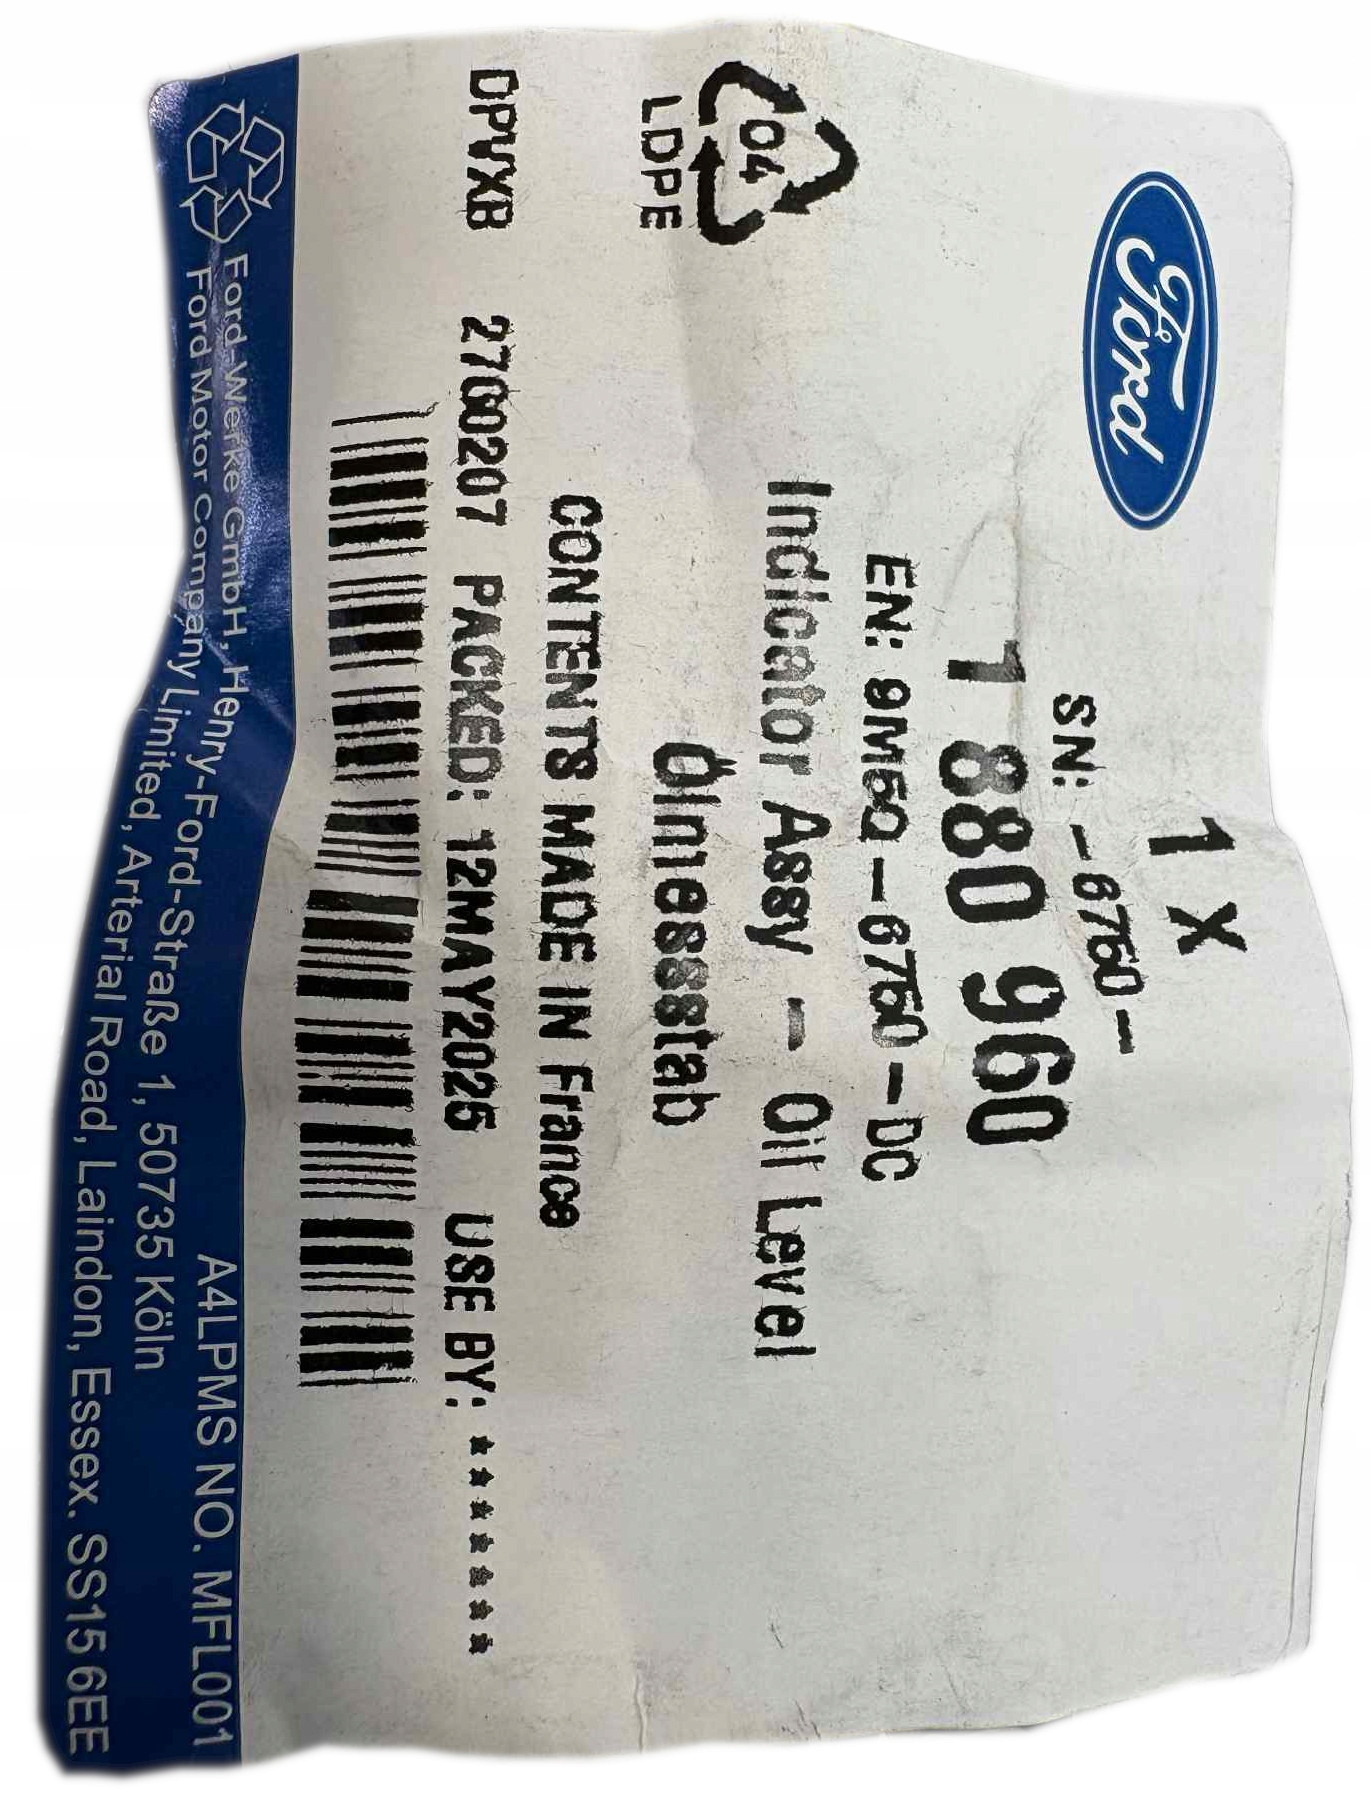 Ford
1 X
SN: -6750-
1 880 960
EN: 9M5Q-6750-DC
Indicator Assy - Oil Level
Ölmessstab
04
LDPE
CONTENTS MADE IN France
DPVXB 2700207 PACKED: 12MAY2025 USE BY: *******
A4LPMS NO. MFL001
Ford-Werke GmbH, Henry-Ford-Straße 1, 50735 Köln
Ford Motor Company Limited, Arterial Road, Laindon, Essex. SS15 6EE